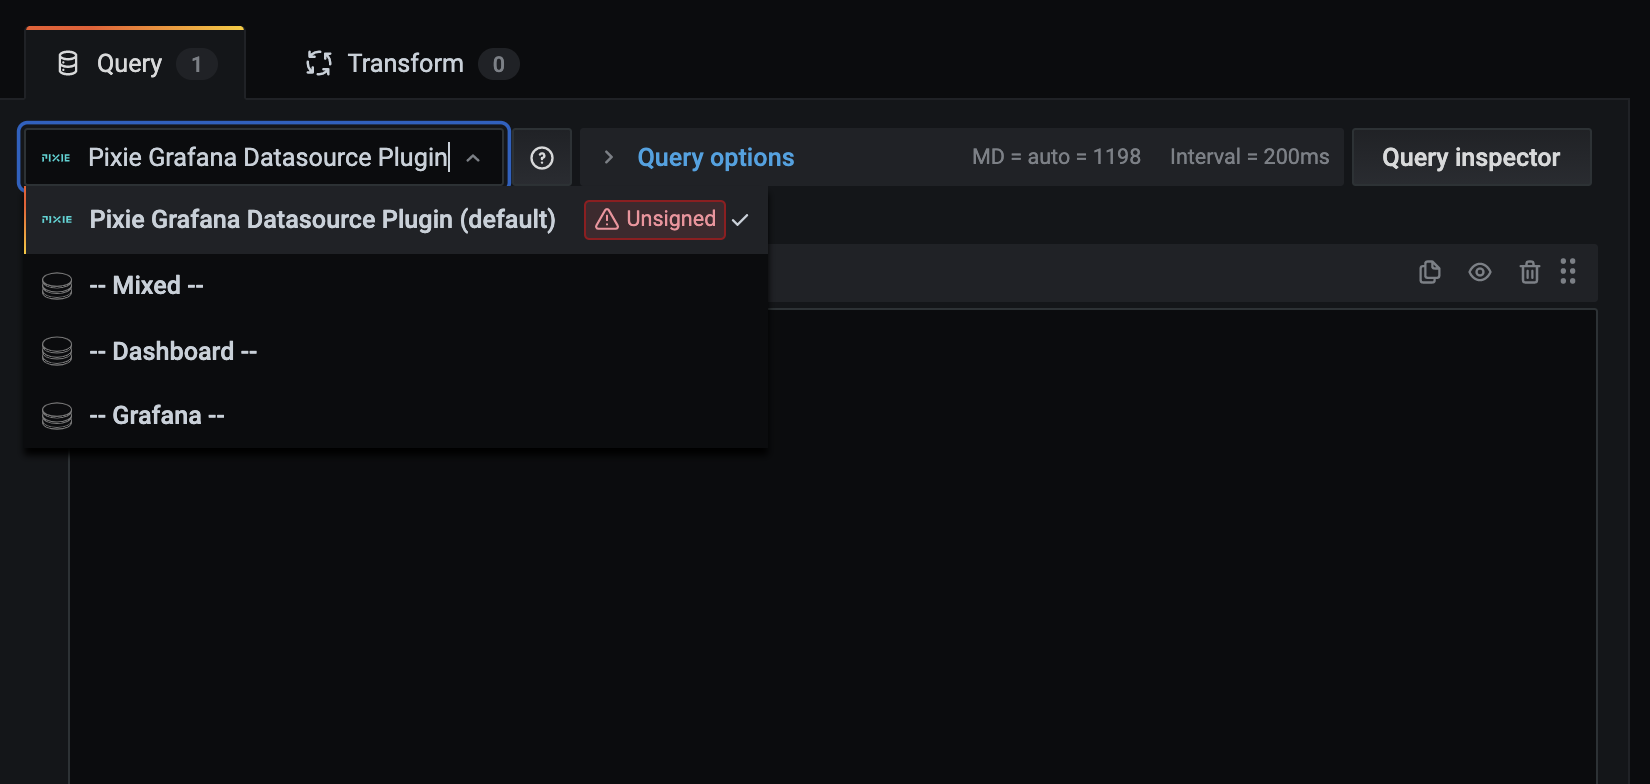 Query 1
Transform 0
PIXIE Pixie Grafana Datasource Plugin
Query options
MD = auto = 1198
Interval = 200ms
Query inspector
PIXIE Pixie Grafana Datasource Plugin (default) Unsigned
-- Mixed --
-- Dashboard --
-- Grafana --